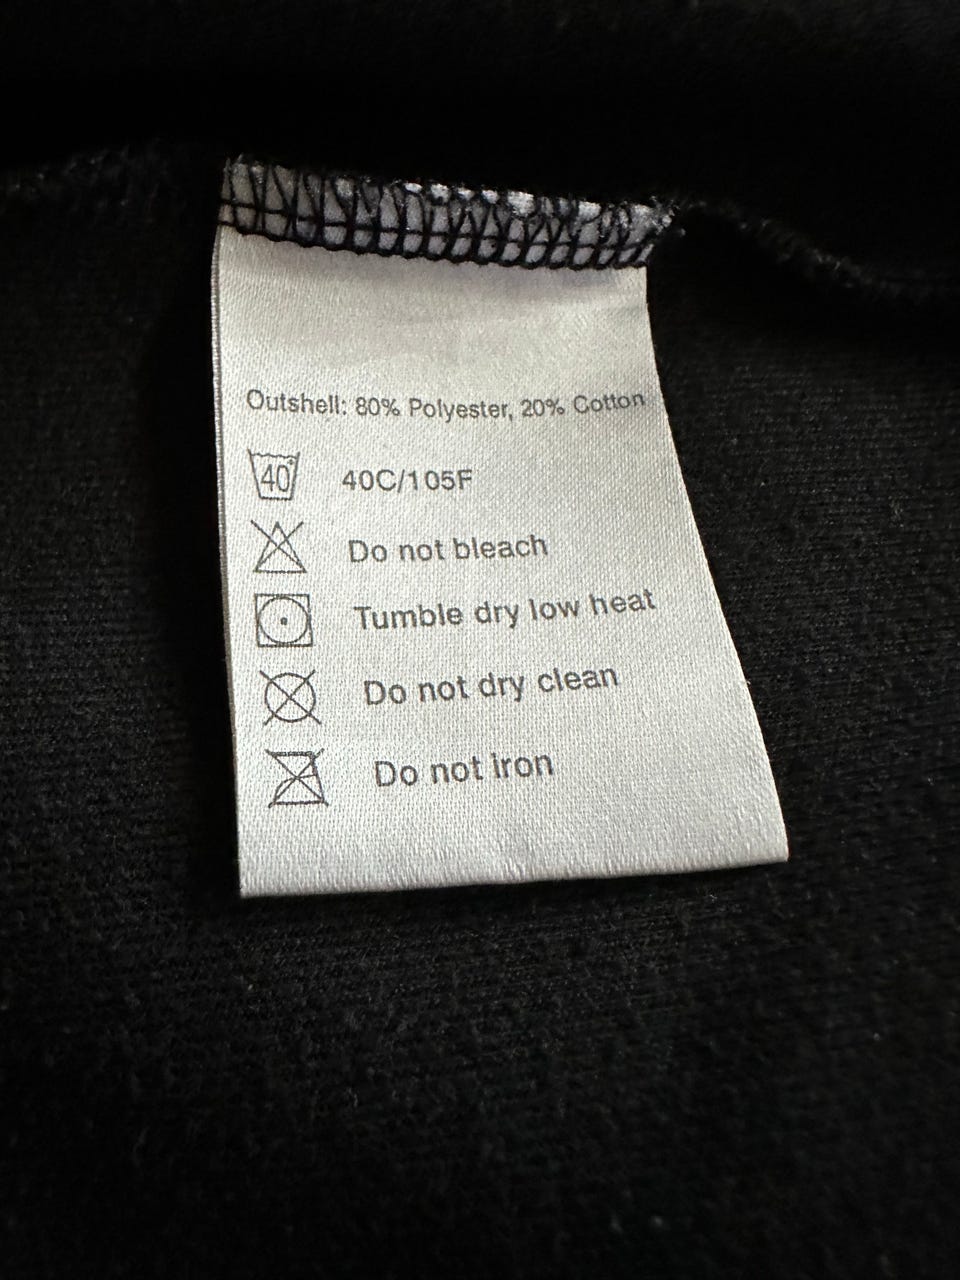 Outshell: 80% Polyester, 20% Cotton
40° 40C/105F
Do not bleach
Tumble dry low heat
Do not dry clean
Do not iron